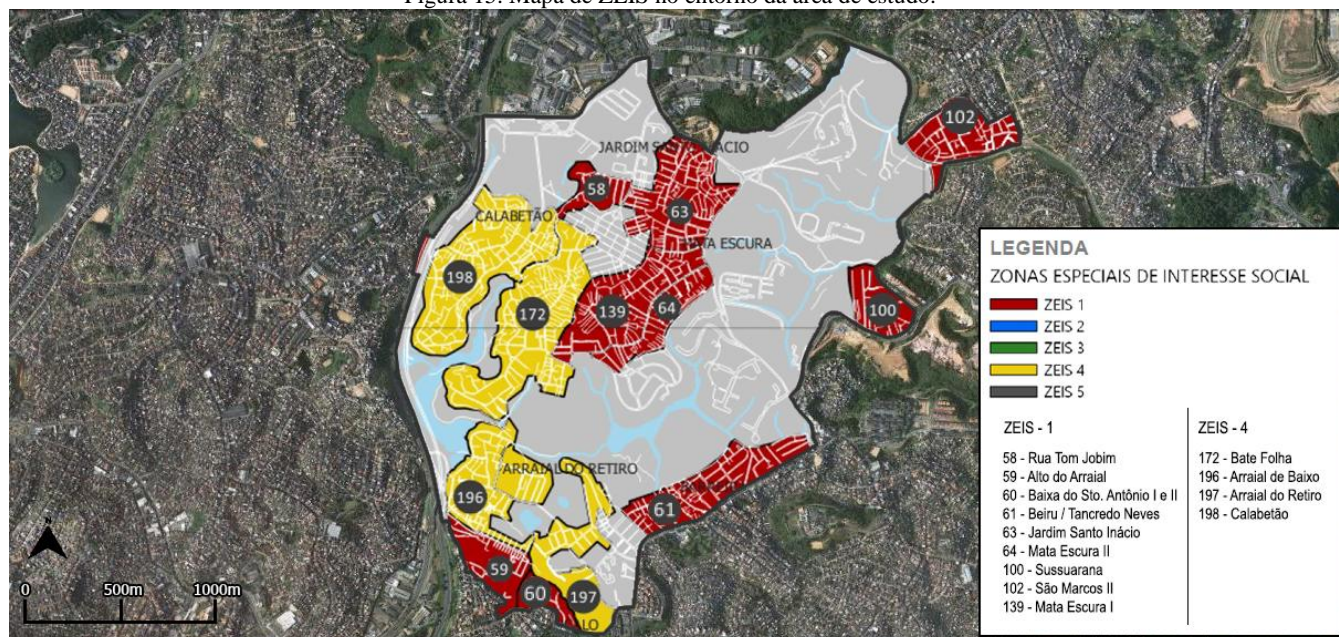 Figura 15: Mapa de ZEIS no entorno da área de estudo.
102
JARDIM SANTO INÁCIO
58
63
CALABETÃO
MATA ESCURA
198
172
139
64
100
ARRAIAL DO RETIRO
196
61
59
60
197
LO
0 500m 1000m
LEGENDA
ZONAS ESPECIAIS DE INTERESSE SOCIAL
ZEIS 1
ZEIS 2
ZEIS 3
ZEIS 4
ZEIS 5
ZEIS - 1
58 - Rua Tom Jobim
59 - Alto do Arraial
60 - Baixa do Sto. Antônio I e II
61 - Beiru / Tancredo Neves
63 - Jardim Santo Inácio
64 - Mata Escura II
100 - Sussuarana
102 - São Marcos II
139 - Mata Escura I
ZEIS - 4
172 - Bate Folha
196 - Arraial de Baixo
197 - Arraial do Retiro
198 - Calabetão